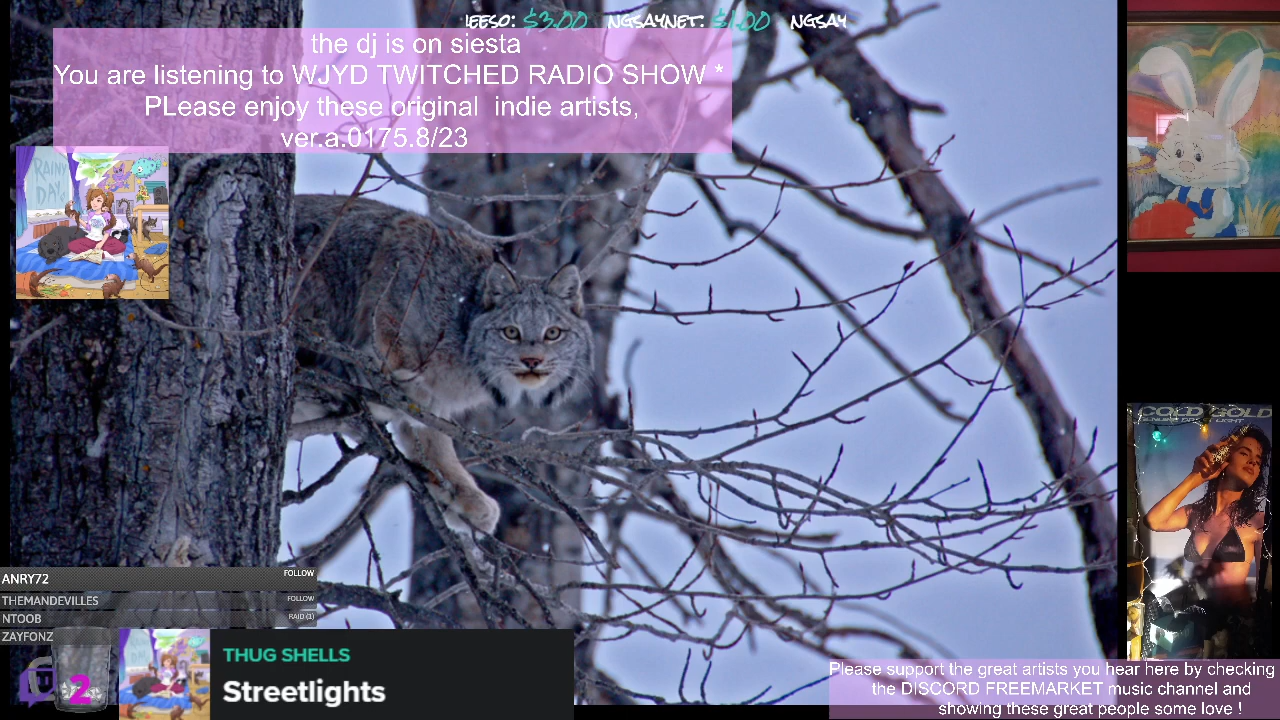 IEESO: $3.00 NGSAYNET: $1.00 NGSAY
the dj is on siesta
You are listening to WJYD TWITCHED RADIO SHOW *
PLease enjoy these original indie artists,
ver.a.0175.8/23
RAINY
DAY
COLD GOLD
ANRY72 FOLLOW
THEMANDEVILLES FOLLOW
NTOOB RAID (1)
ZAYFONZ
2
THUG SHELLS
Streetlights
Please support the great artists you hear here by checking
the DISCORD FREEMARKET music channel and
showing these great people some love !